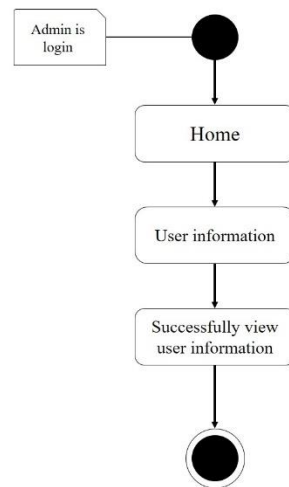 Admin is
login
Home
User information
Successfully view
user information